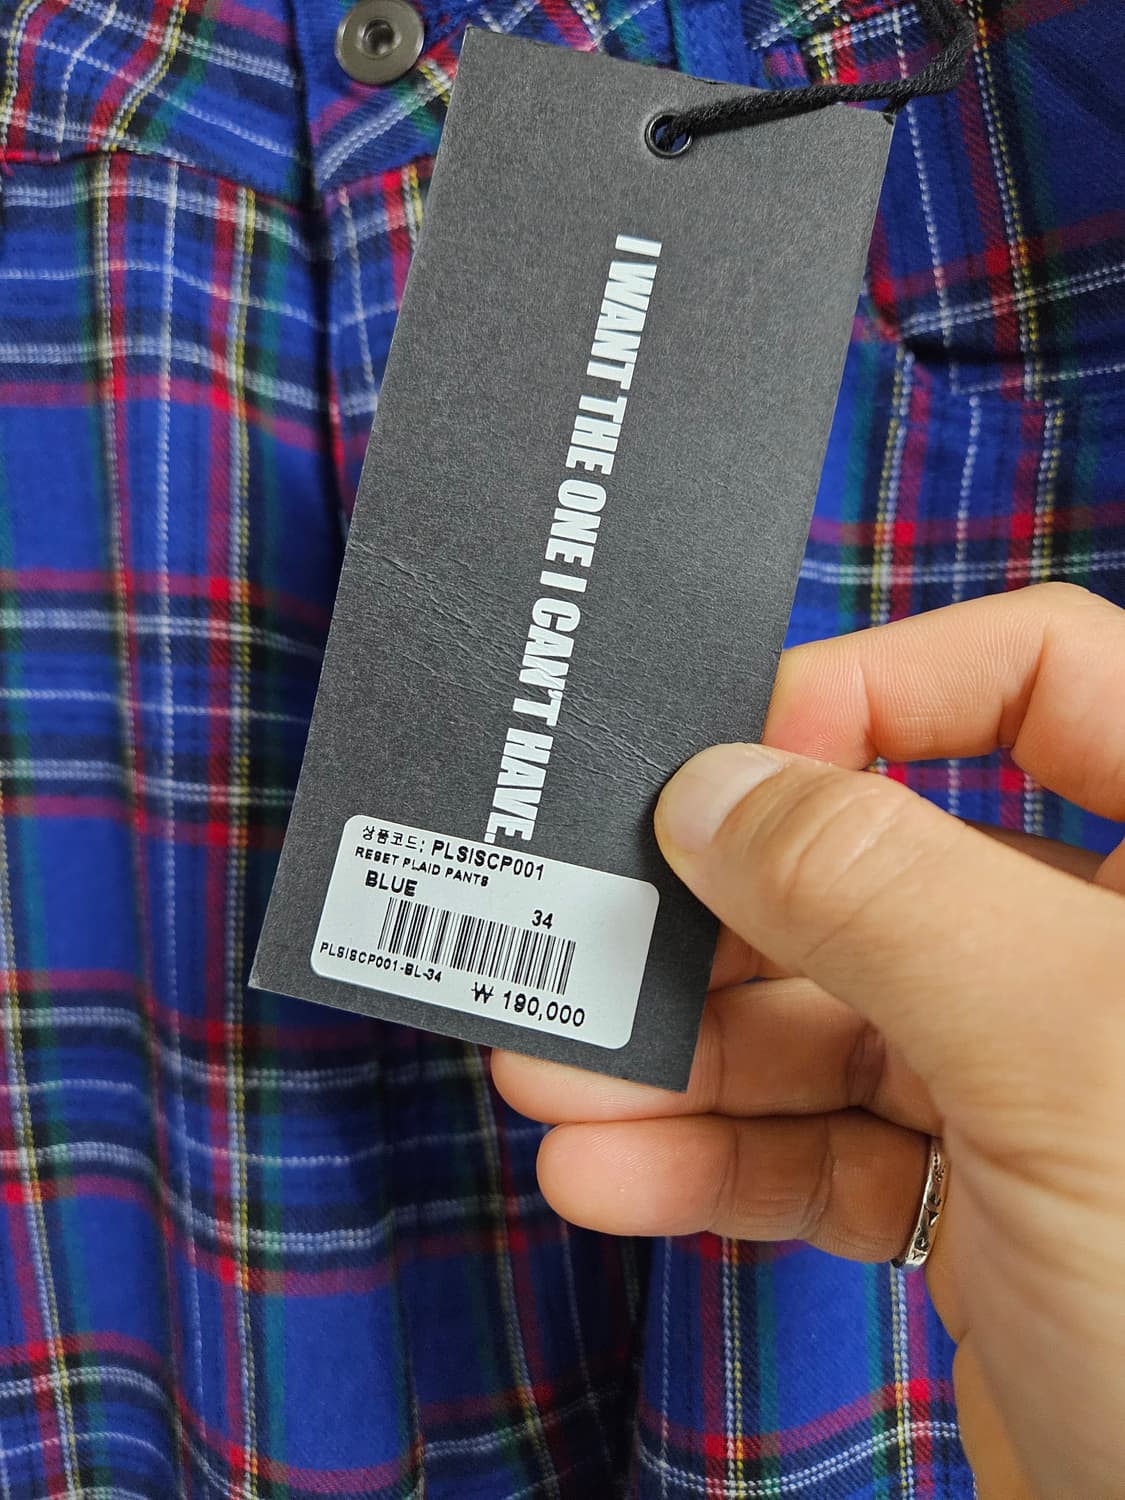 I WANT THE ONE I CAN'T HAVE.
상품코드: PLSISCP001
RESET PLAID PANTS
BLUE
34
PLSISCP001-BL-34
₩ 190,000